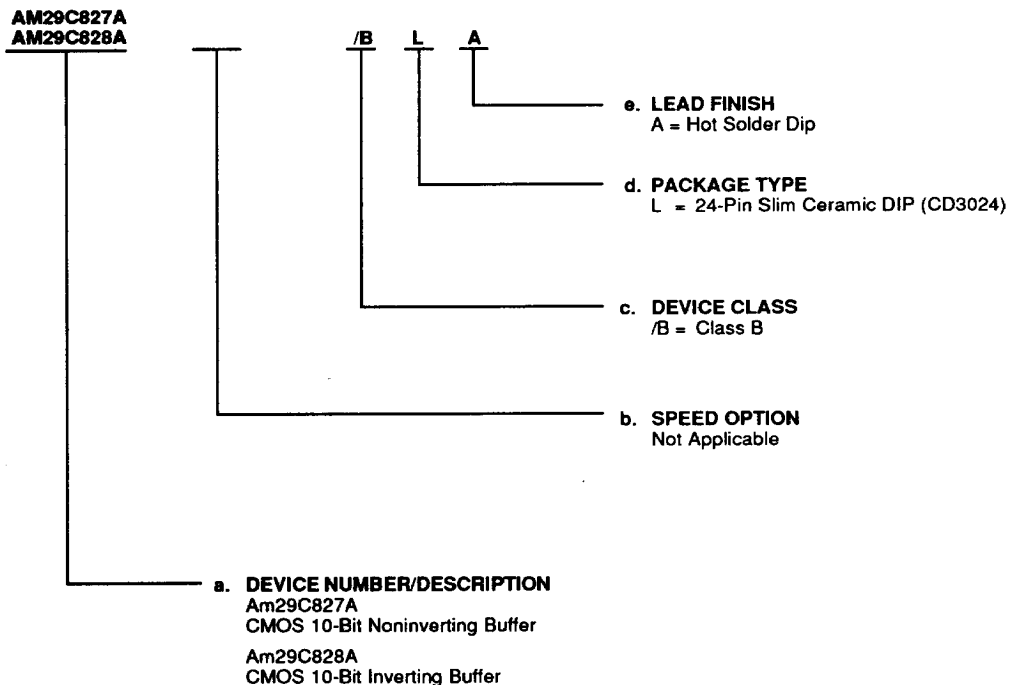 AM29C827A
AM29C828A
/B L A
e. LEAD FINISH
A = Hot Solder Dip
d. PACKAGE TYPE
L = 24-Pin Slim Ceramic DIP (CD3024)
c. DEVICE CLASS
/B = Class B
b. SPEED OPTION
Not Applicable
a. DEVICE NUMBER/DESCRIPTION
Am29C827A
CMOS 10-Bit Noninverting Buffer
Am29C828A
CMOS 10-Bit Inverting Buffer